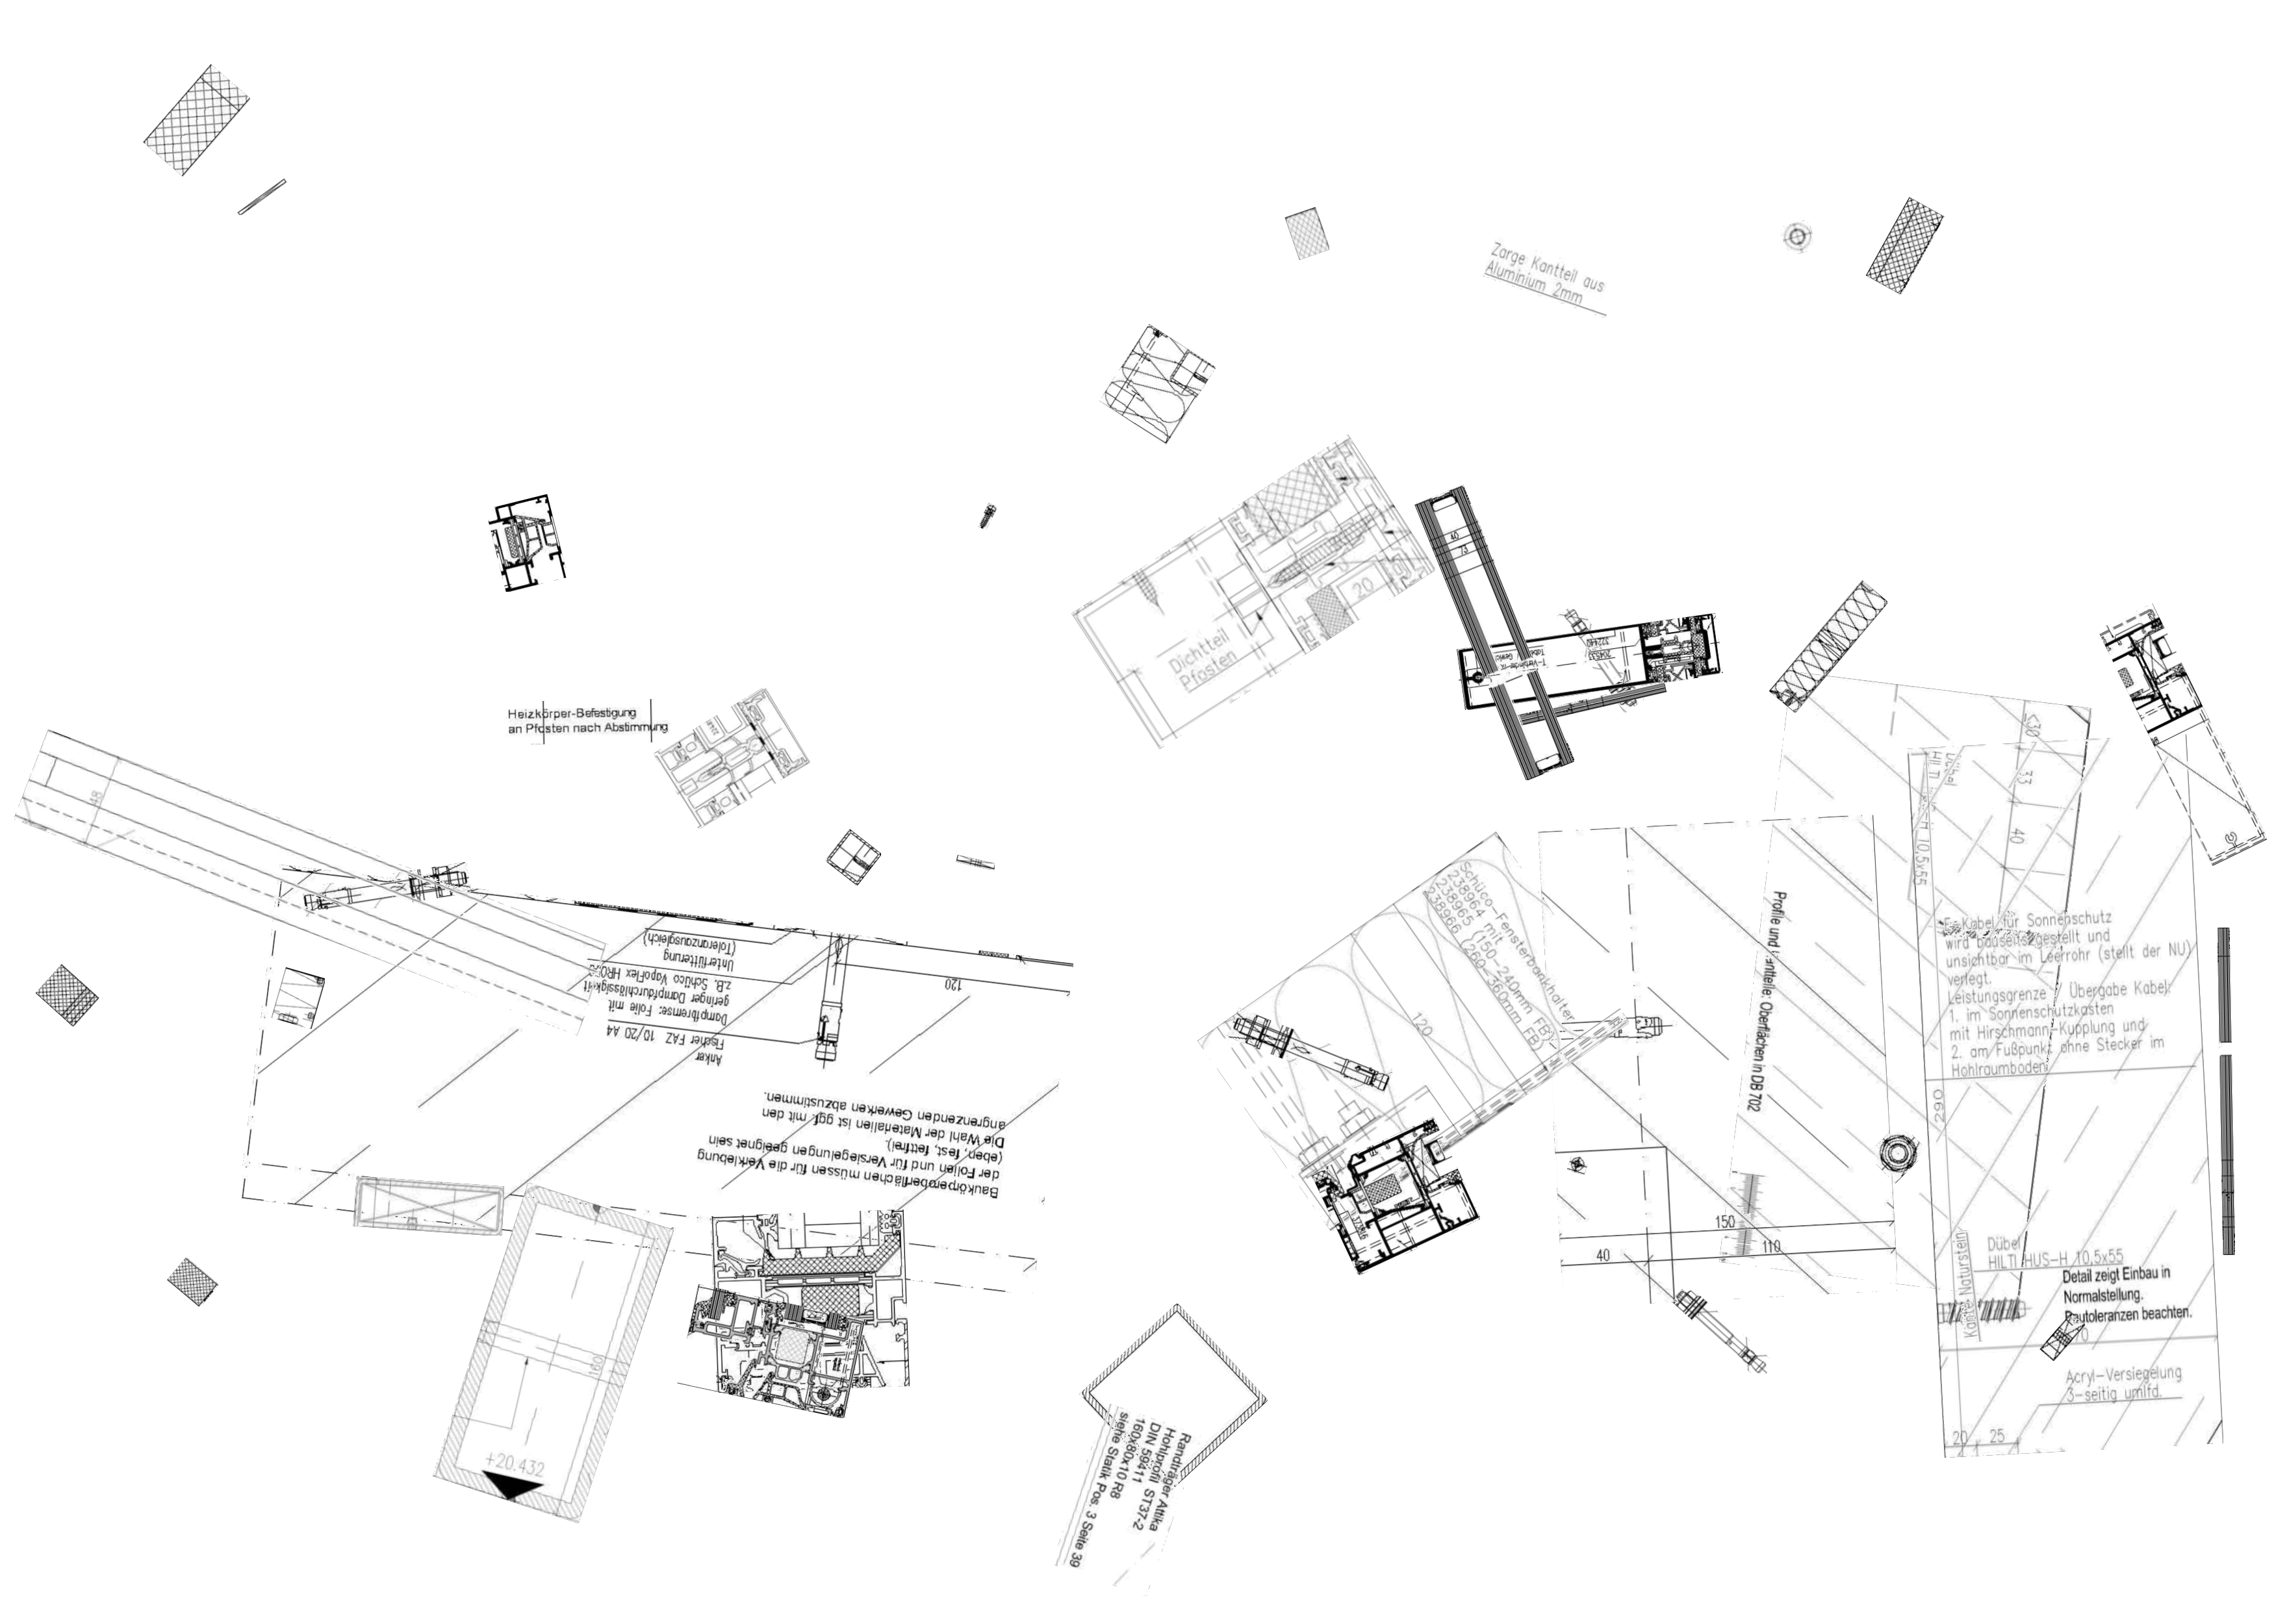 Zarge Kantteil aus
Aluminium 2mm
40
73
20
Dichtteil
Pfosten
322440
Heizkörper-Befestigung
an Pfosten nach Abstimmung
48
<30
33
40
Dübel
HILTI
H 10,5x55
Schüco-Fensterbankhalter
238964 mit
238965 (150-240mm FB)
238966 (260-360mm FB)
120
Profile und
Oberflächen in DB 702
Kabel für Sonnenschutz
wird bauseits gestellt und
unsichtbar im Leerrohr (stellt der NU)
verlegt.
Leistungsgrenze / Übergabe Kabel:
1. im Sonnenschutzkasten
mit Hirschmann-Kupplung und
2. am Fußpunkt ohne Stecker im
Hohlraumboden
290
Anker
Fischer FAZ 10/20 A4
Dampfbremse: Folie mit
geringer Dampfdurchlässigkeit
z.B. Schüco Vapoflex
Unterfütterung
(Toleranzausgleich)
120
Baukörperoberflächen müssen für die Verklebung
der Folien und für Versiegelungen geeignet sein
(eben, fest, fettfrei).
Die Wahl der Materialien ist ggf. mit den
angrenzenden Gewerken abzustimmen.
150
40
110
Kante Naturstein
Dübel
HILTI HUS-H 10,5x55
Detail zeigt Einbau in
Normalstellung.
Bautoleranzen beachten.
Acryl-Versiegelung
3-seitig umlfd.
20
25
160
+20.432
Randträger Attika
Hohlprofil ST37-2
DIN 59411
160x80x10 R8
siehe Statik Pos. 3 Seite 39